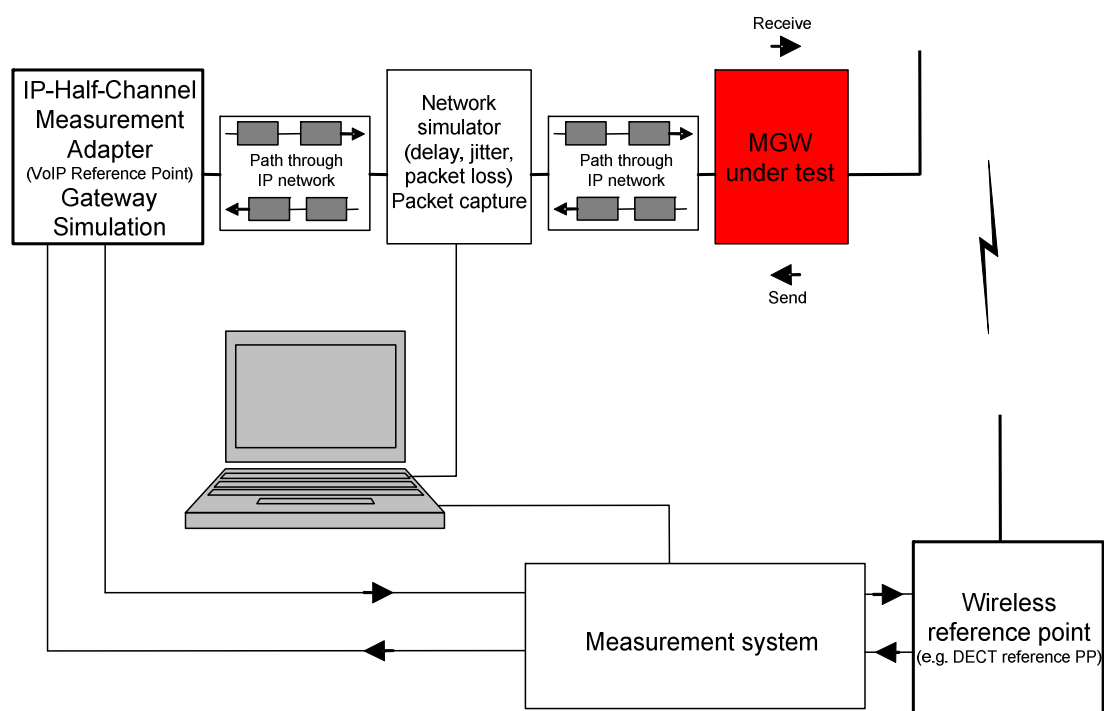 Receive
IP-Half-Channel
Measurement
Adapter
(VoIP Reference Point)
Gateway
Simulation
Path through
IP network
Network
simulator
(delay, jitter,
packet loss)
Packet capture
Path through
IP network
MGW
under test
Send
Measurement system
Wireless
reference point
(e.g. DECT reference PP)